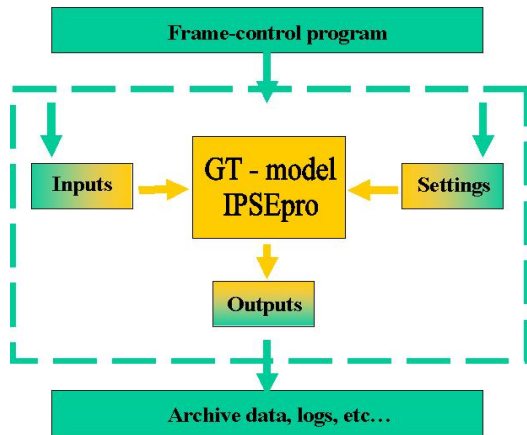 Frame-control program
Inputs
GT - model
IPSEpro
Settings
Outputs
Archive data, logs, etc…